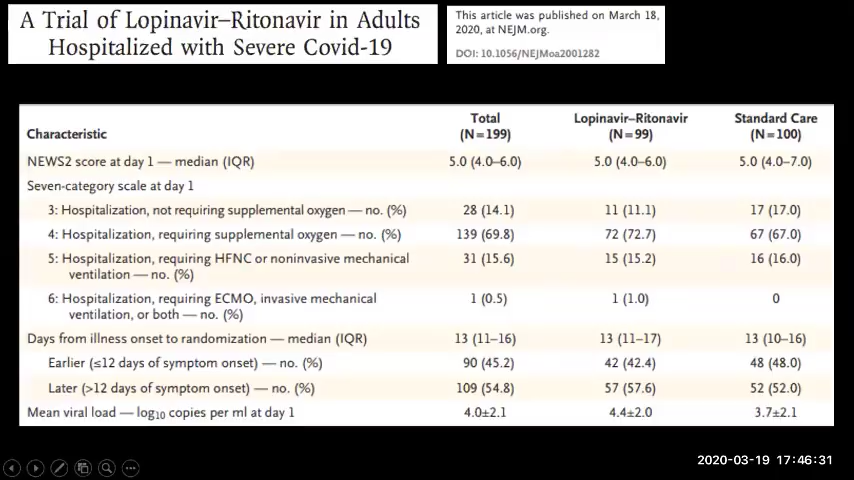 A Trial of Lopinavir–Ritonavir in Adults
Hospitalized with Severe Covid-19
This article was published on March 18,
2020, at NEJM.org.
DOI: 10.1056/NEJMoa2001282
Characteristic Total (N=199) Lopinavir–Ritonavir (N=99) Standard Care (N=100)
NEWS2 score at day 1 — median (IQR) 5.0 (4.0–6.0) 5.0 (4.0–6.0) 5.0 (4.0–7.0)
Seven-category scale at day 1
3: Hospitalization, not requiring supplemental oxygen — no. (%) 28 (14.1) 11 (11.1) 17 (17.0)
4: Hospitalization, requiring supplemental oxygen — no. (%) 139 (69.8) 72 (72.7) 67 (67.0)
5: Hospitalization, requiring HFNC or noninvasive mechanical 31 (15.6) 15 (15.2) 16 (16.0)
ventilation — no. (%)
6: Hospitalization, requiring ECMO, invasive mechanical 1 (0.5) 1 (1.0) 0
ventilation, or both — no. (%)
Days from illness onset to randomization — median (IQR) 13 (11–16) 13 (11–17) 13 (10–16)
Earlier (≤12 days of symptom onset) — no. (%) 90 (45.2) 42 (42.4) 48 (48.0)
Later (>12 days of symptom onset) — no. (%) 109 (54.8) 57 (57.6) 52 (52.0)
Mean viral load — log10 copies per ml at day 1 4.0±2.1 4.4±2.0 3.7±2.1
2020-03-19 17:46:31